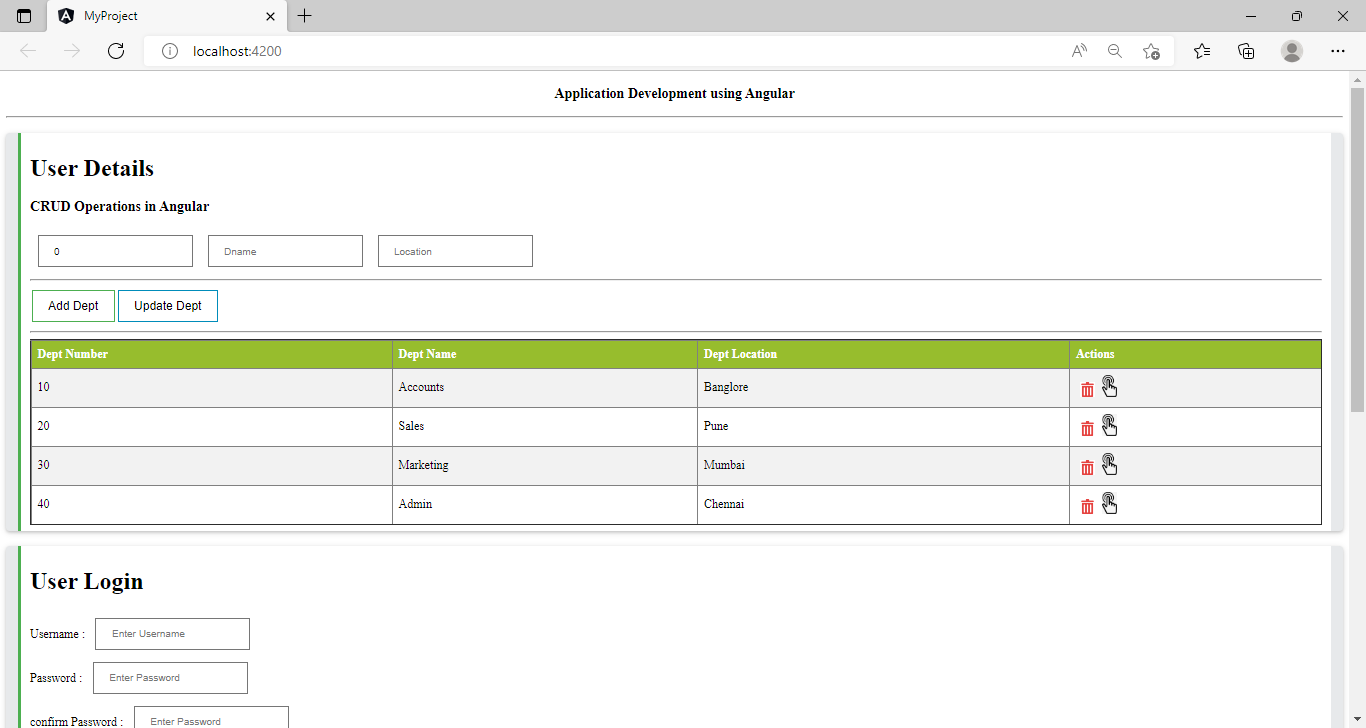 MyProject
localhost:4200
Application Development using Angular
User Details
CRUD Operations in Angular
0 Dname Location
Add Dept Update Dept
Dept Number Dept Name Dept Location Actions
10 Accounts Banglore
20 Sales Pune
30 Marketing Mumbai
40 Admin Chennai
User Login
Username : Enter Username
Password : Enter Password
confirm Password : Enter Password